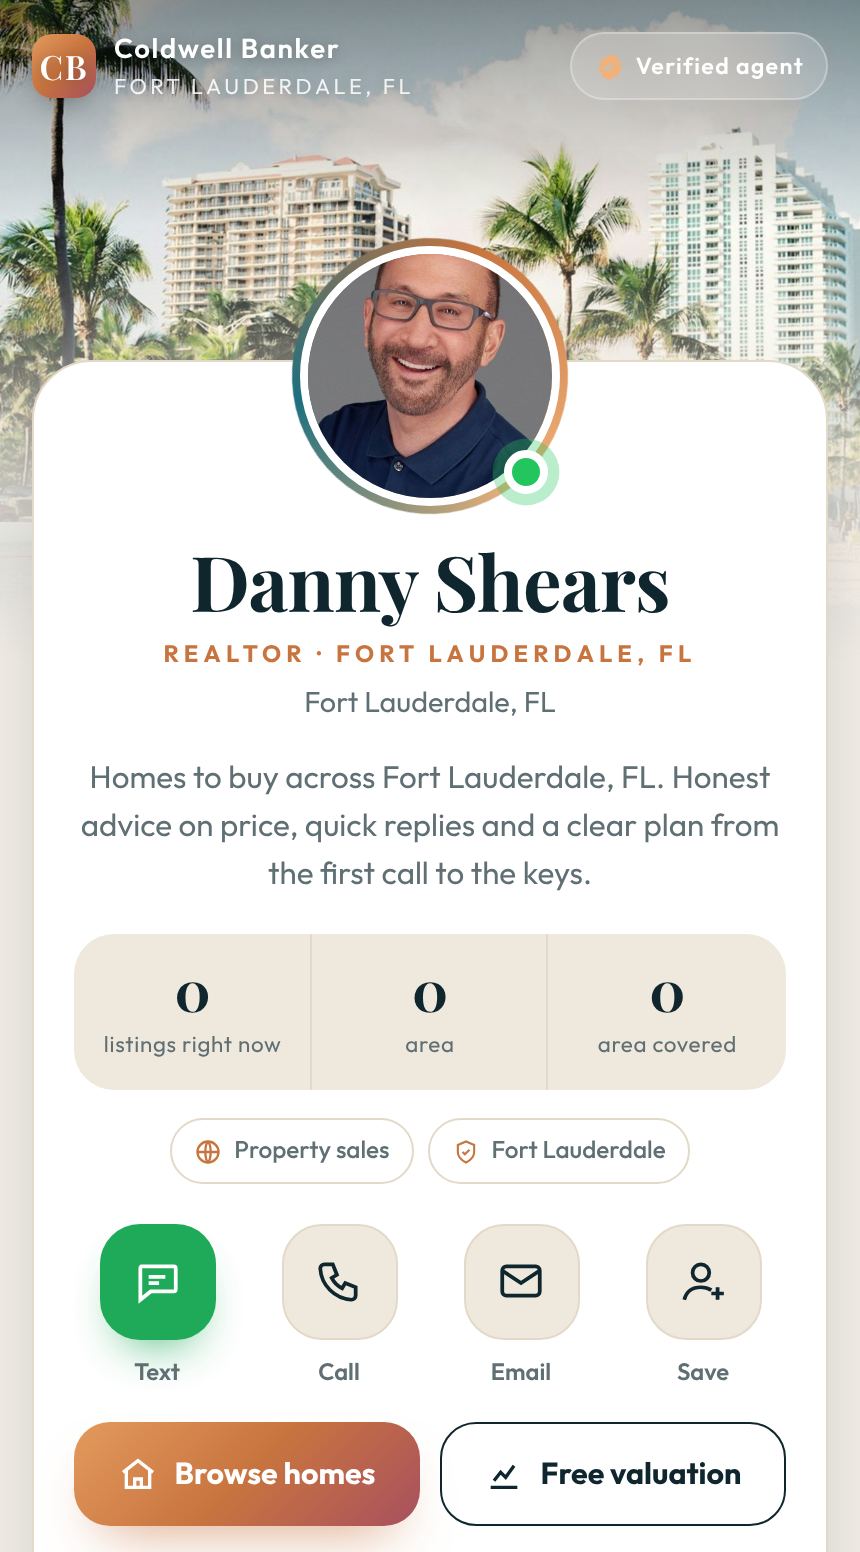 CB
Coldwell Banker
FORT LAUDERDALE, FL
Verified agent
Danny Shears
REALTOR · FORT LAUDERDALE, FL
Fort Lauderdale, FL
Homes to buy across Fort Lauderdale, FL. Honest
advice on price, quick replies and a clear plan from
the first call to the keys.
0
listings right now
0
area
0
area covered
Property sales
Fort Lauderdale
Text
Call
Email
Save
Browse homes
Free valuation